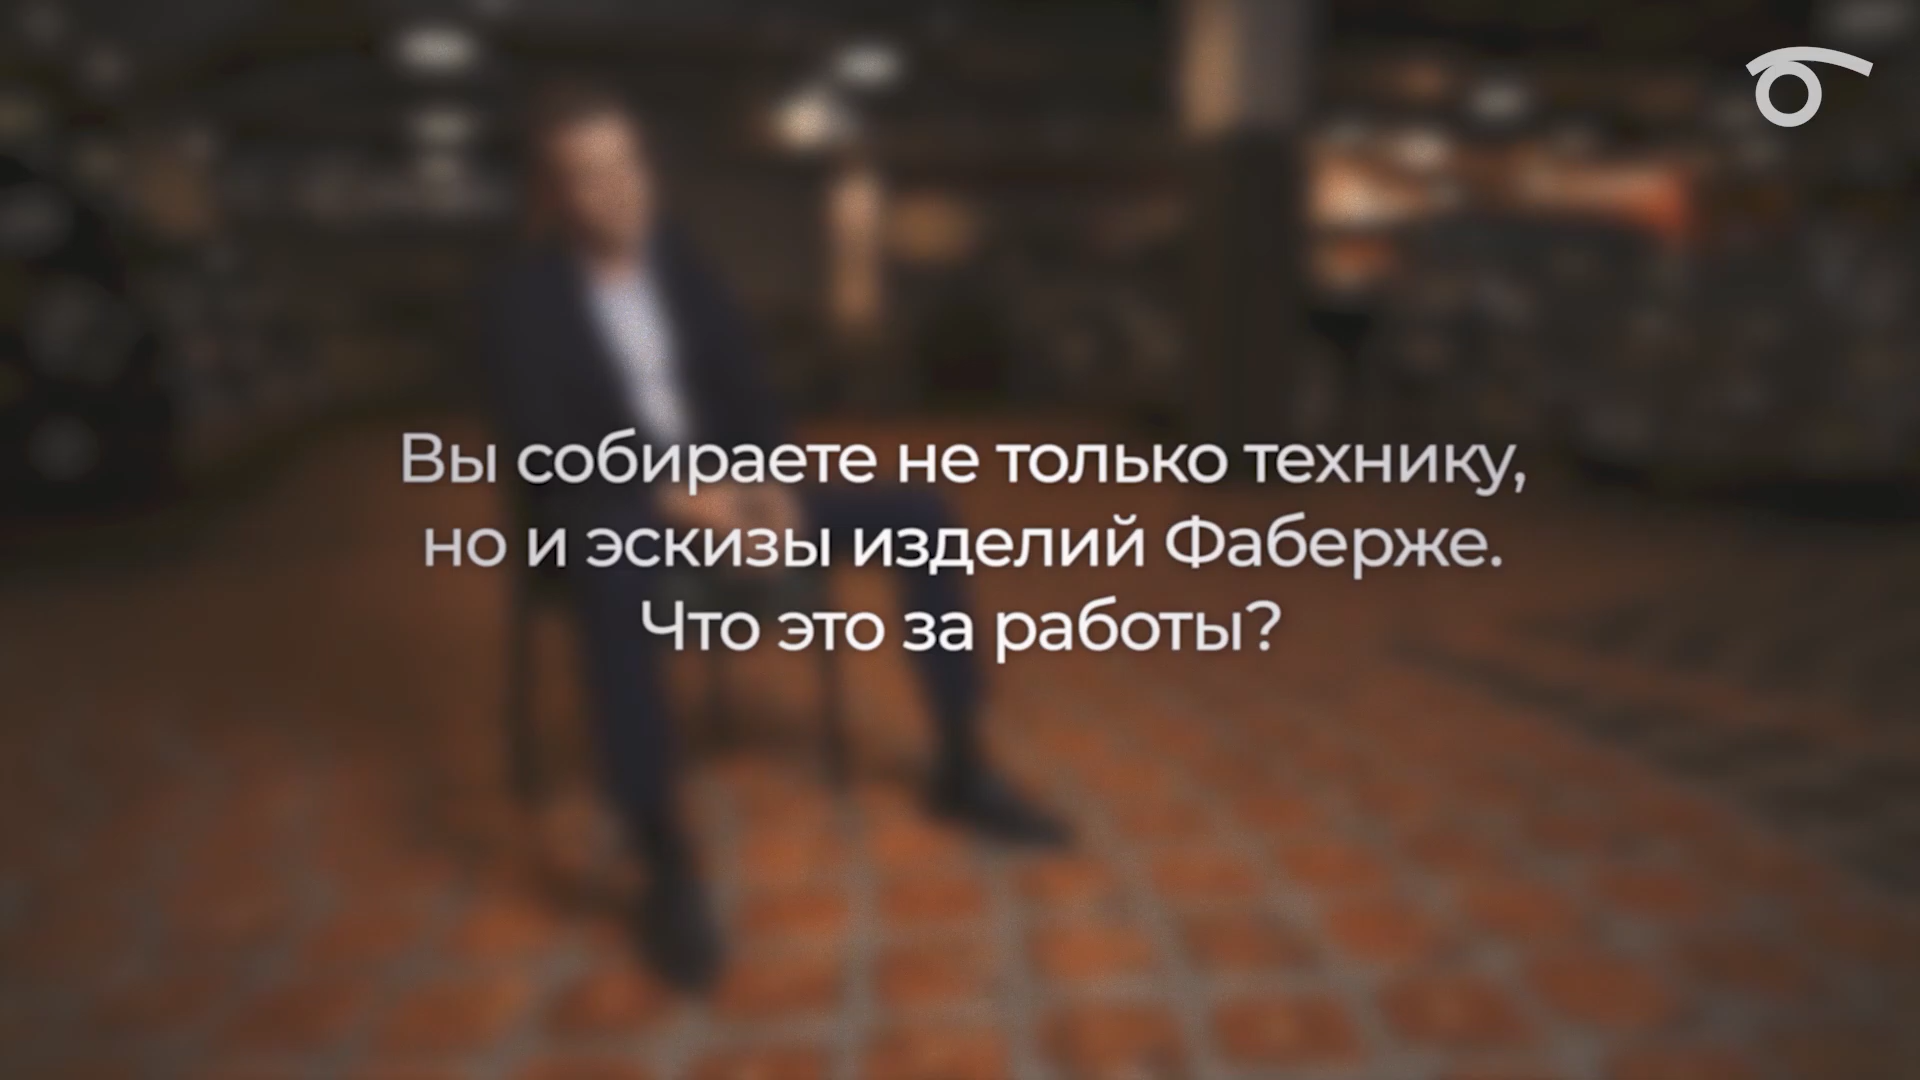 Вы собираете не только технику,
но и эскизы изделий Фаберже.
Что это за работы?